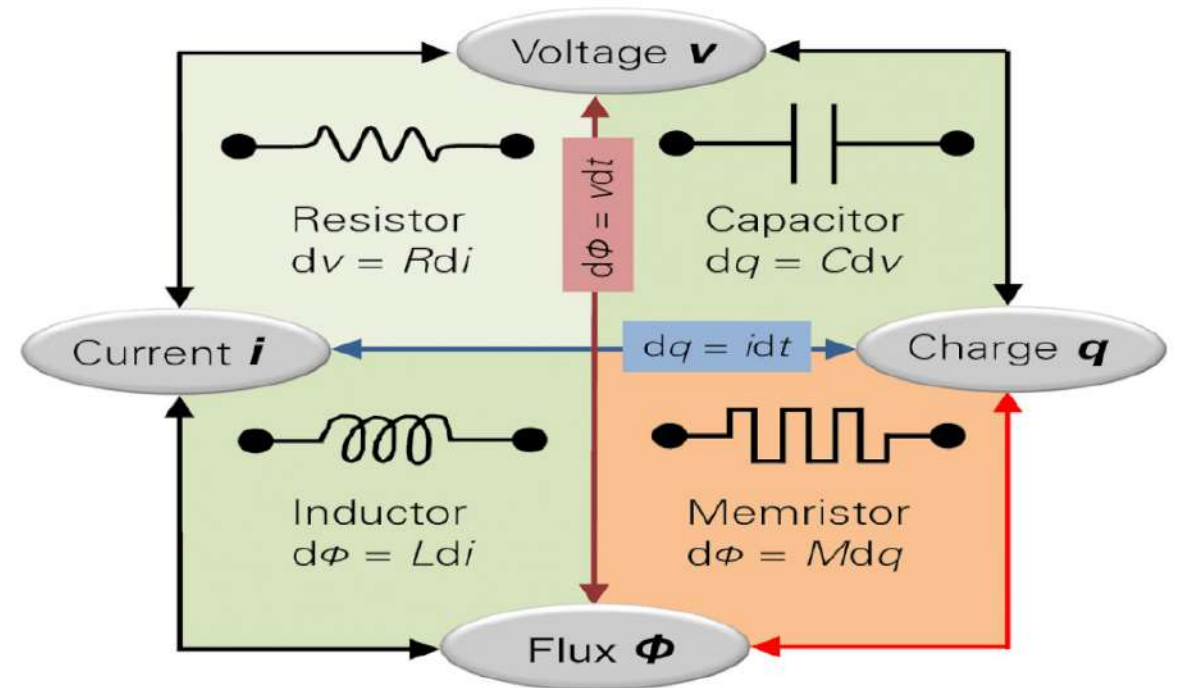 Voltage v
Resistor
dv = Rdi
dΦ = vdt
Capacitor
dq = Cdv
Current i
dq = idt
Charge q
Inductor
dΦ = Ldi
Memristor
dΦ = Mdq
Flux Φ